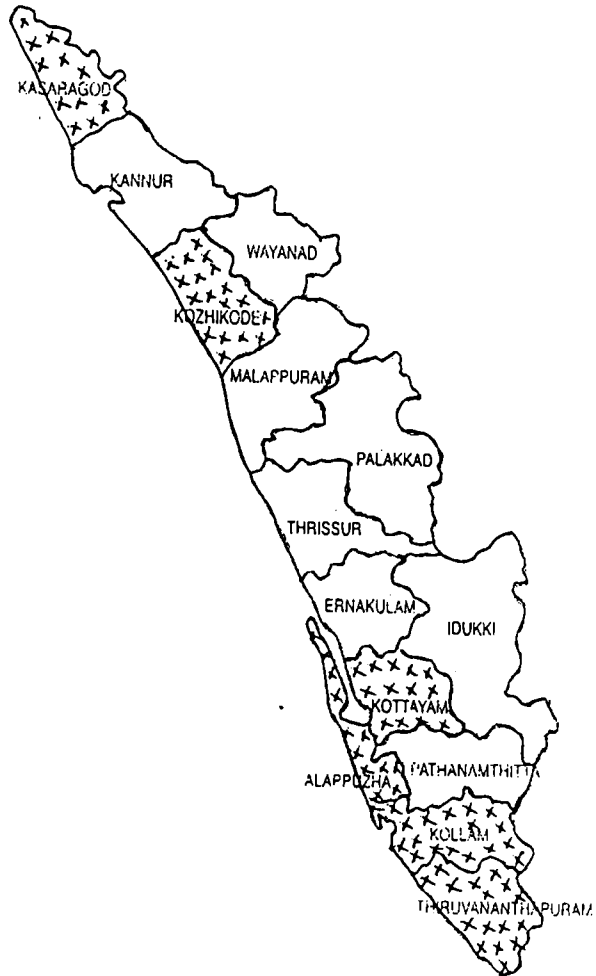 KASARAGOD
KANNUR
WAYANAD
KOZHIKODE
MALAPPURAM
PALAKKAD
THRISSUR
ERNAKULAM
IDUKKI
KOTTAYAM
PATHANAMTHITTA
ALAPPUZHA
KOLLAM
THIRUVANANTHAPURAM